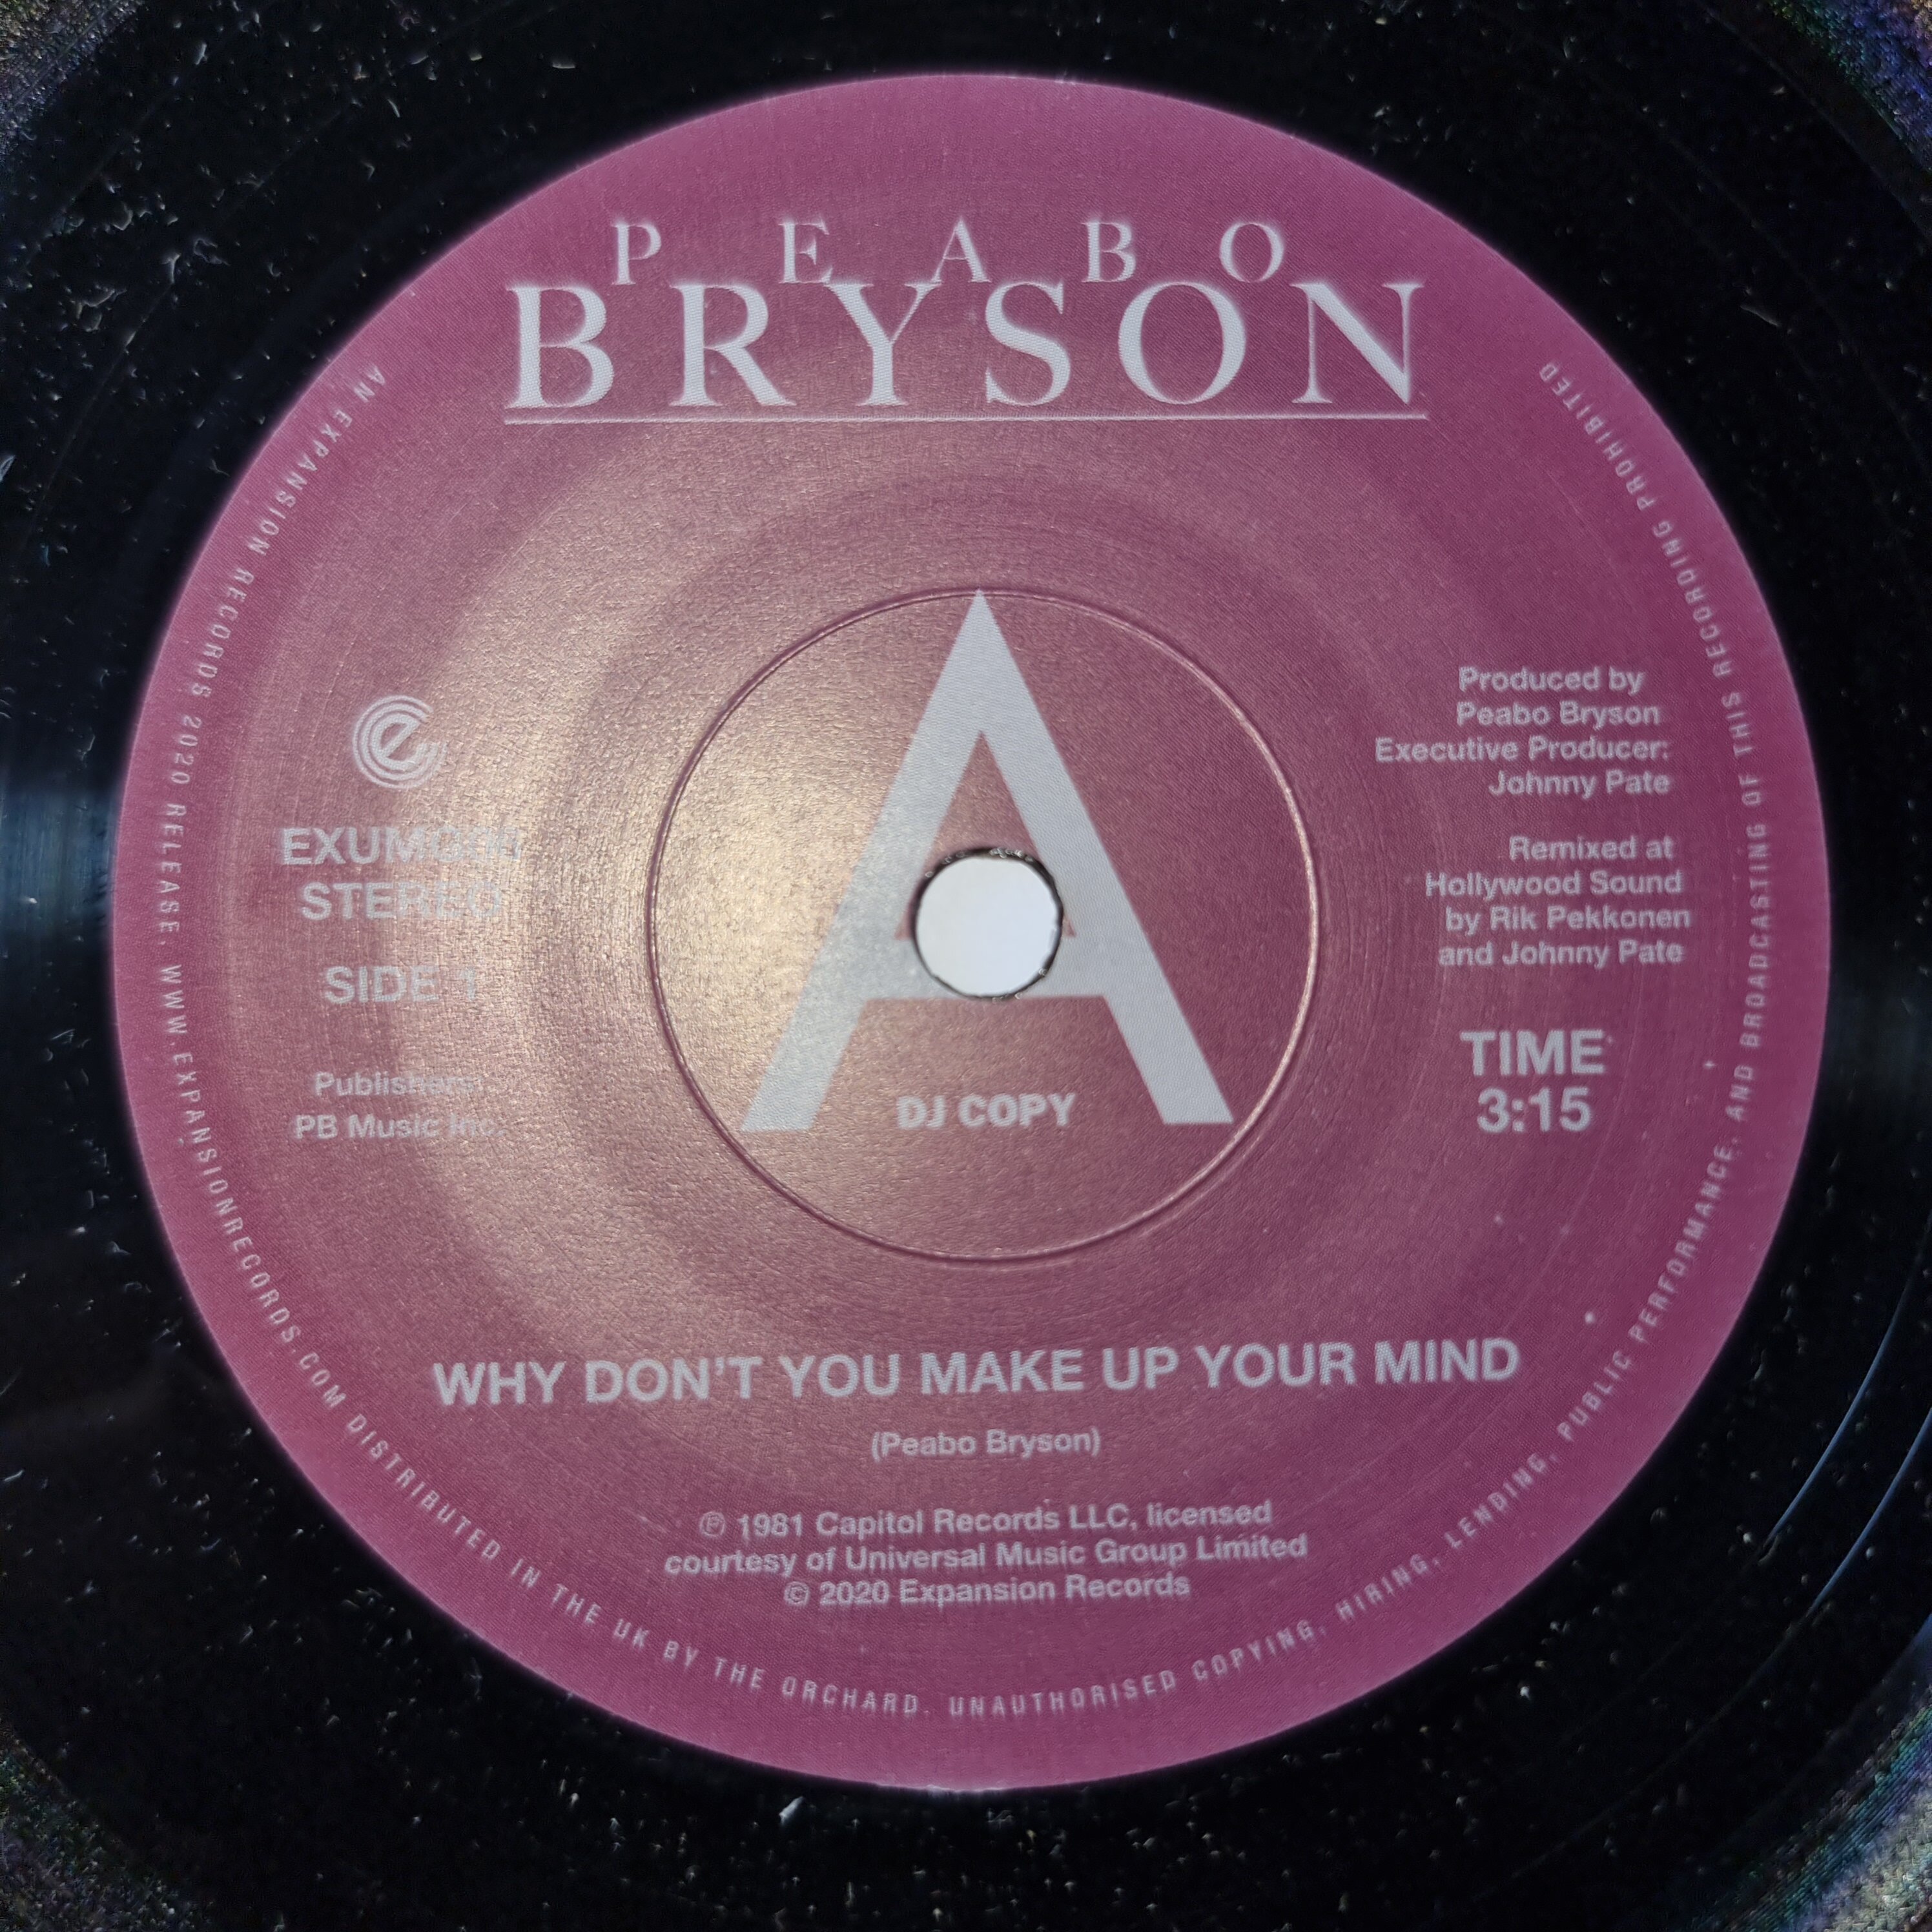 PEABO
BRYSON
e
STEREO
SIDE 1
Publishers:
PB Music Inc.
A
DJ COPY
Produced by
Peabo Bryson
Executive Producer:
Johnny Pate
Remixed at
Hollywood Sound
by Rik Pekkonen
and Johnny Pate
TIME
3:15
WHY DON'T YOU MAKE UP YOUR MIND
(Peabo Bryson)
℗ 1981 Capitol Records LLC, licensed
courtesy of Universal Music Group Limited
© 2020 Expansion Records
AN EXPANSION RECORDS 2020 RELEASE. WWW.EXPANSIONRECORDS.COM DISTRIBUTED IN THE UK BY THE ORCHARD. UNAUTHORISED COPYING, HIRING, LENDING, PUBLIC PERFORMANCE, AND BROADCASTING OF THIS RECORDING PROHIBITED